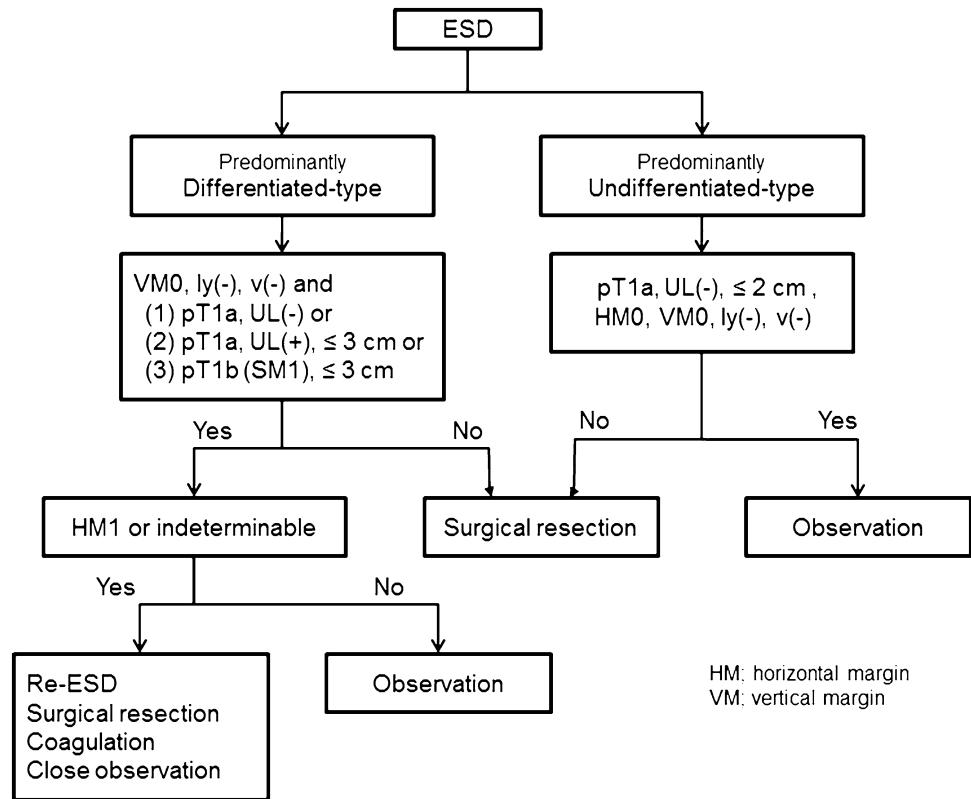 ESD
Predominantly
Differentiated-type
Predominantly
Undifferentiated-type
VM0, ly(-), v(-) and
(1) pT1a, UL(-) or
(2) pT1a, UL(+), ≤ 3 cm or
(3) pT1b (SM1), ≤ 3 cm
pT1a, UL(-), ≤ 2 cm ,
HM0, VM0, ly(-), v(-)
Yes
No
No
Yes
HM1 or indeterminable
Surgical resection
Observation
Yes
No
Re-ESD
Surgical resection
Coagulation
Close observation
Observation
HM: horizontal margin
VM: vertical margin